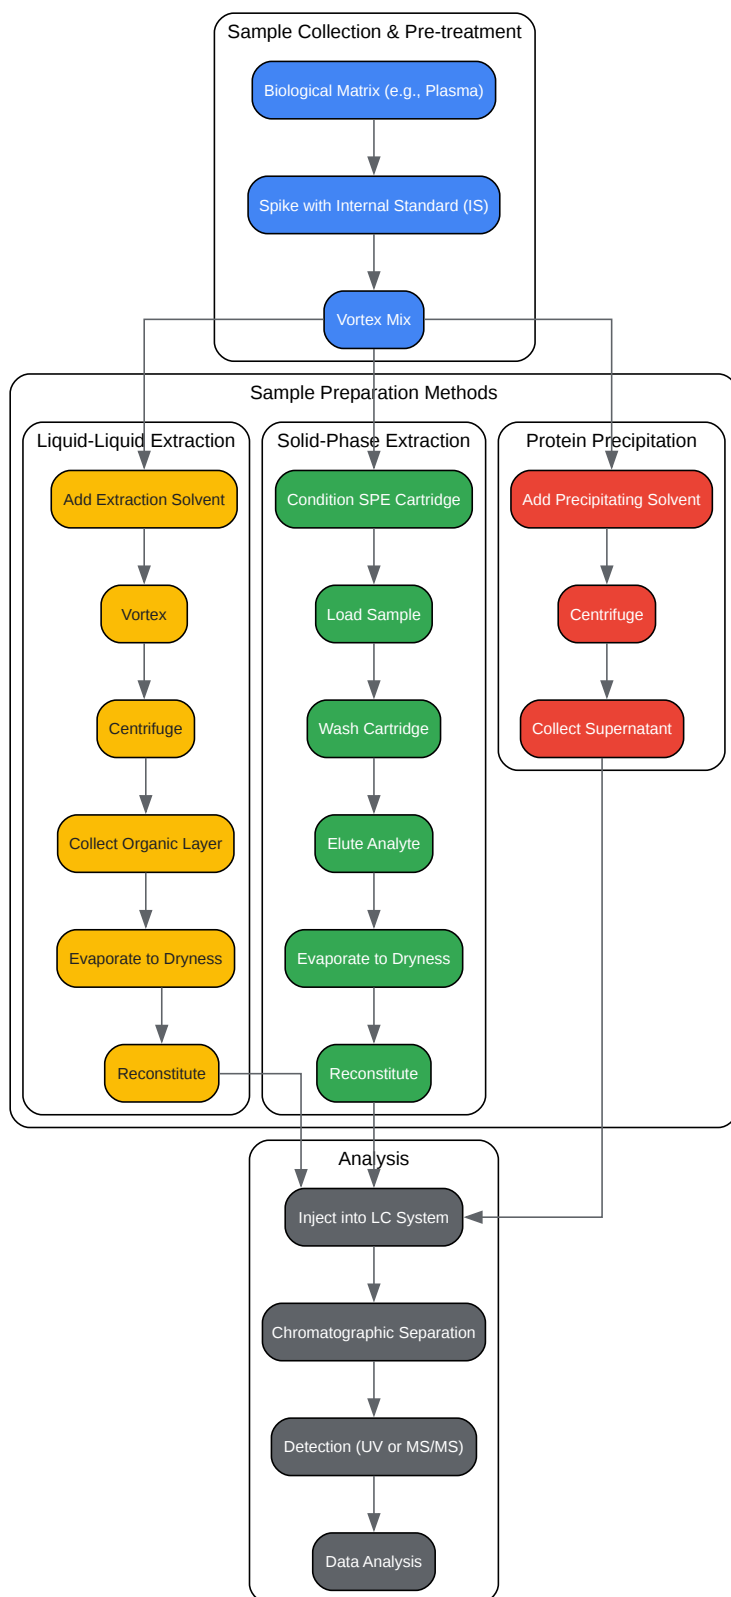 Sample Collection & Pre-treatment
Biological Matrix (e.g., Plasma)
Spike with Internal Standard (IS)
Vortex Mix
Sample Preparation Methods
Liquid-Liquid Extraction
Add Extraction Solvent
Vortex
Centrifuge
Collect Organic Layer
Evaporate to Dryness
Reconstitute
Solid-Phase Extraction
Condition SPE Cartridge
Load Sample
Wash Cartridge
Elute Analyte
Evaporate to Dryness
Reconstitute
Protein Precipitation
Add Precipitating Solvent
Centrifuge
Collect Supernatant
Analysis
Inject into LC System
Chromatographic Separation
Detection (UV or MS/MS)
Data Analysis